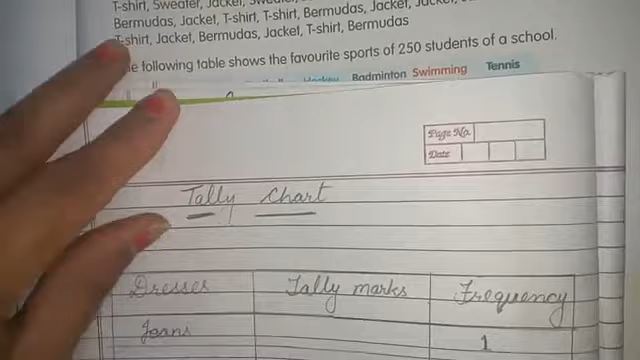 T-shirt, Sweater, Jacket,
Bermudas, Jacket, T-shirt, T-shirt, Bermudas, Jacket,
T-shirt, Jacket, Bermudas, Jacket, T-shirt, Bermudas
following table shows the favourite sports of 250 students of a school.
Badminton Swimming Tennis
Page No.
Date
Tally Chart
Dresses Tally marks Frequency
Jeans 1